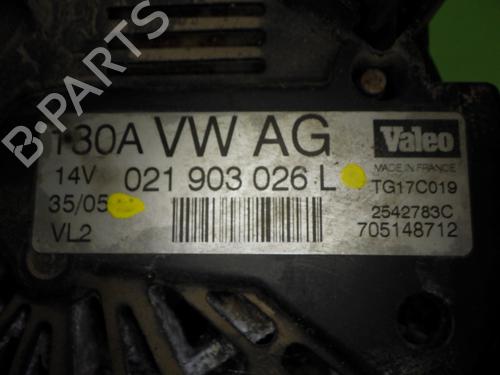 B-PARTS
130A VW AG
Valeo
MADE IN FRANCE
14V 021 903 026 L TG17C019
35/05 2542783C
VL2 705148712